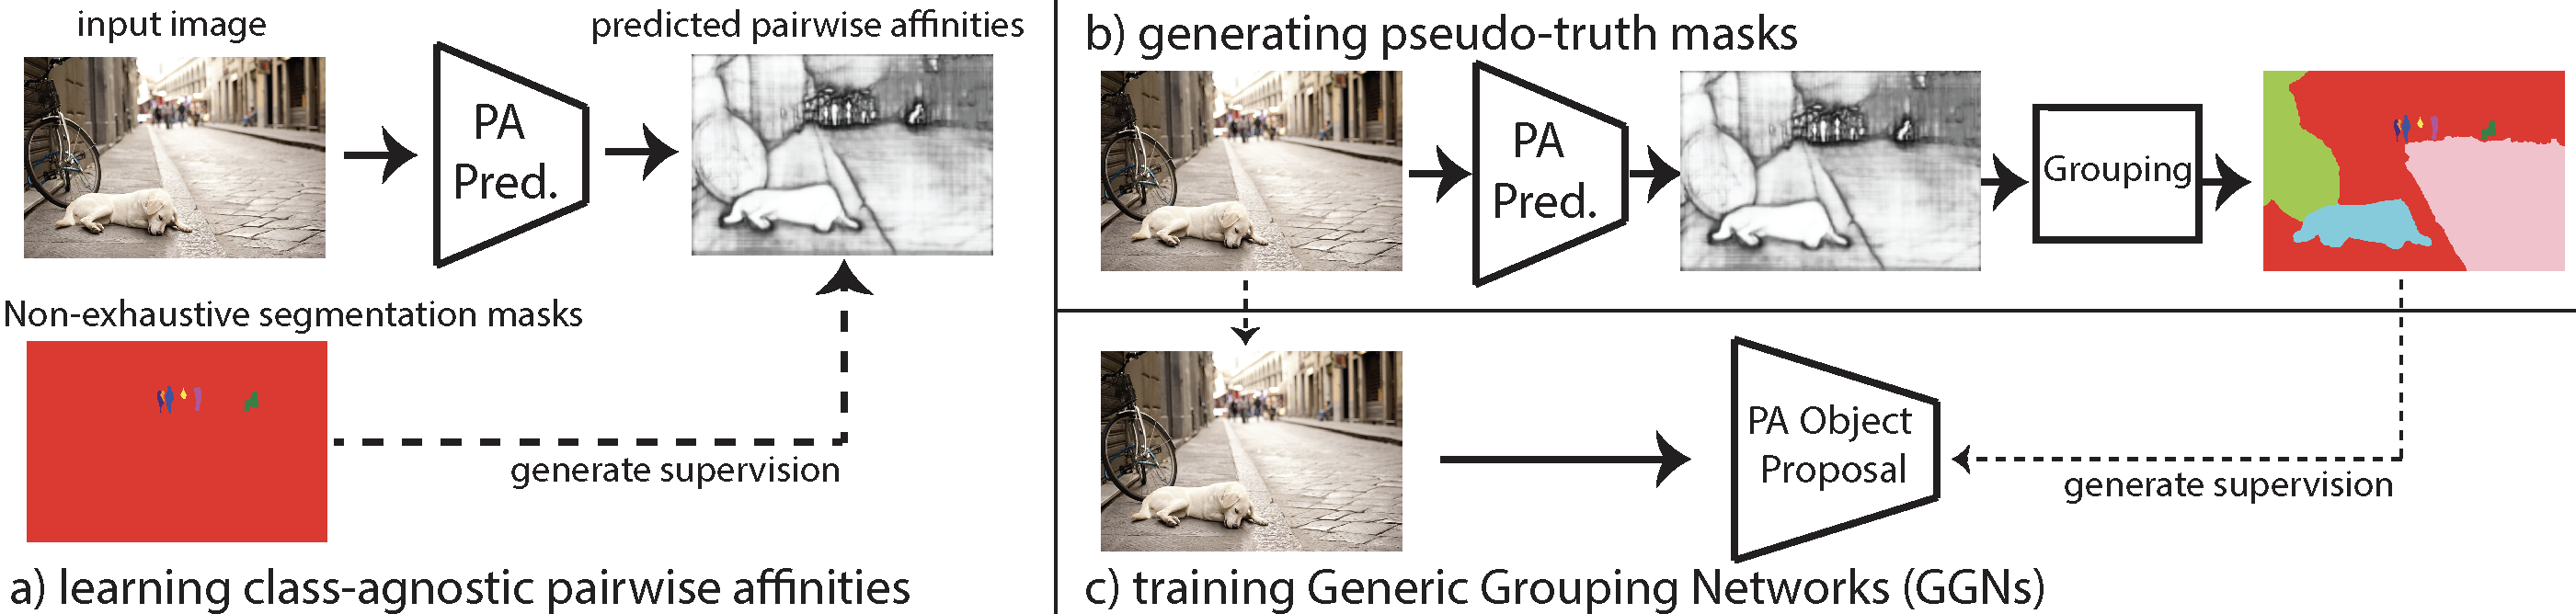 input image
predicted pairwise affinities
PA
Pred.
Non-exhaustive segmentation masks
generate supervision
a) learning class-agnostic pairwise affinities
b) generating pseudo-truth masks
PA
Pred.
Grouping
PA Object
Proposal
generate supervision
c) training Generic Grouping Networks (GGNs)